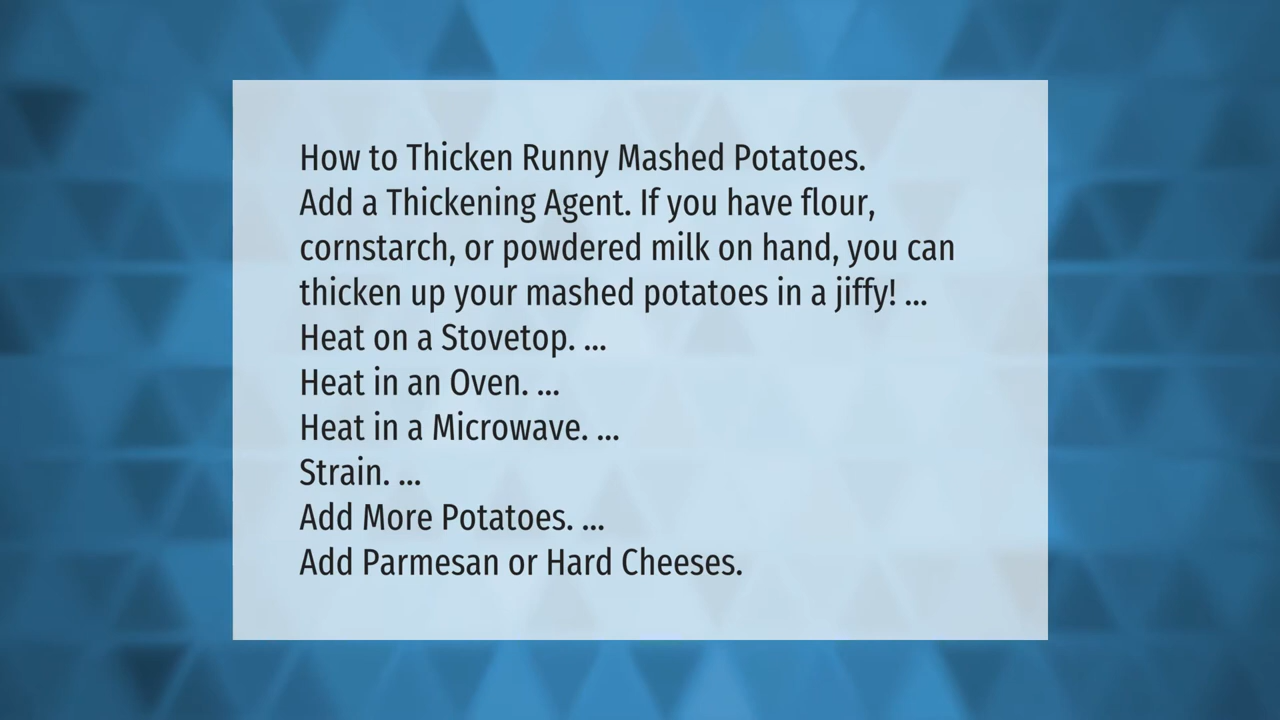 How to Thicken Runny Mashed Potatoes.
Add a Thickening Agent. If you have flour,
cornstarch, or powdered milk on hand, you can
thicken up your mashed potatoes in a jiffy! ...
Heat on a Stovetop. ...
Heat in an Oven. ...
Heat in a Microwave. ...
Strain. ...
Add More Potatoes. ...
Add Parmesan or Hard Cheeses.